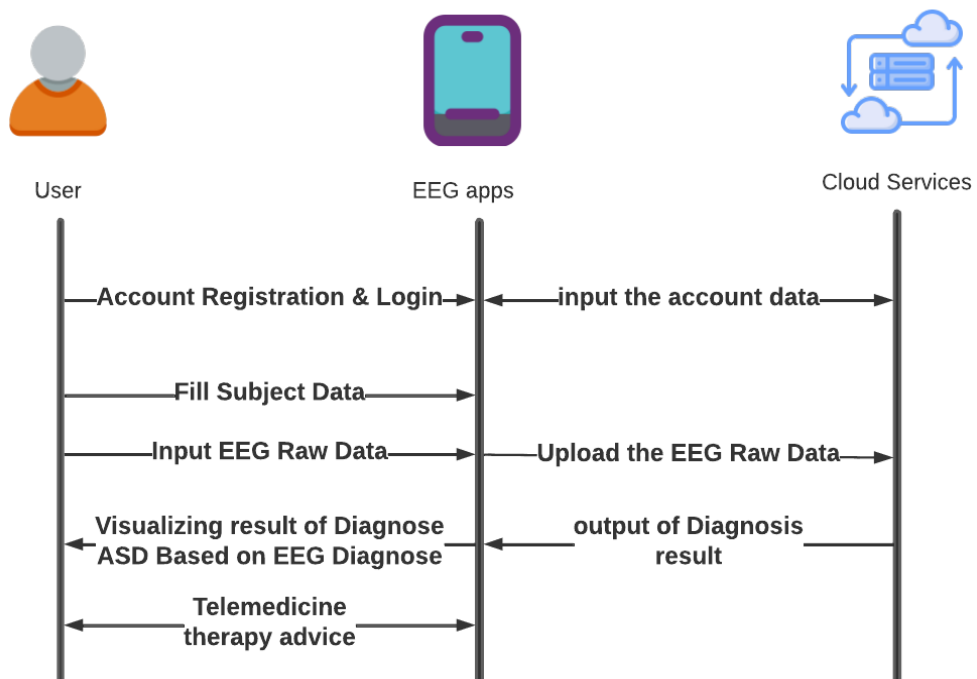 User
EEG apps
Cloud Services
Account Registration & Login
input the account data
Fill Subject Data
Input EEG Raw Data
Upload the EEG Raw Data
Visualizing result of Diagnose
ASD Based on EEG Diagnose
output of Diagnosis
result
Telemedicine
therapy advice